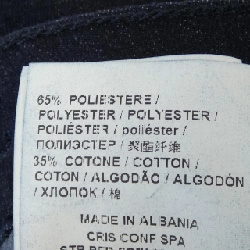 65% POLIESTERE /
POLYESTER / POLYESTER /
POLIÉSTER / poliéster /
ПОЛИЭСТЕР / 聚酯纤维
35% COTONE / COTTON /
COTON / ALGODÃO / ALGODÓN
/ ХЛОПОК / 棉
MADE IN ALBANIA
CRIS CONF SPA